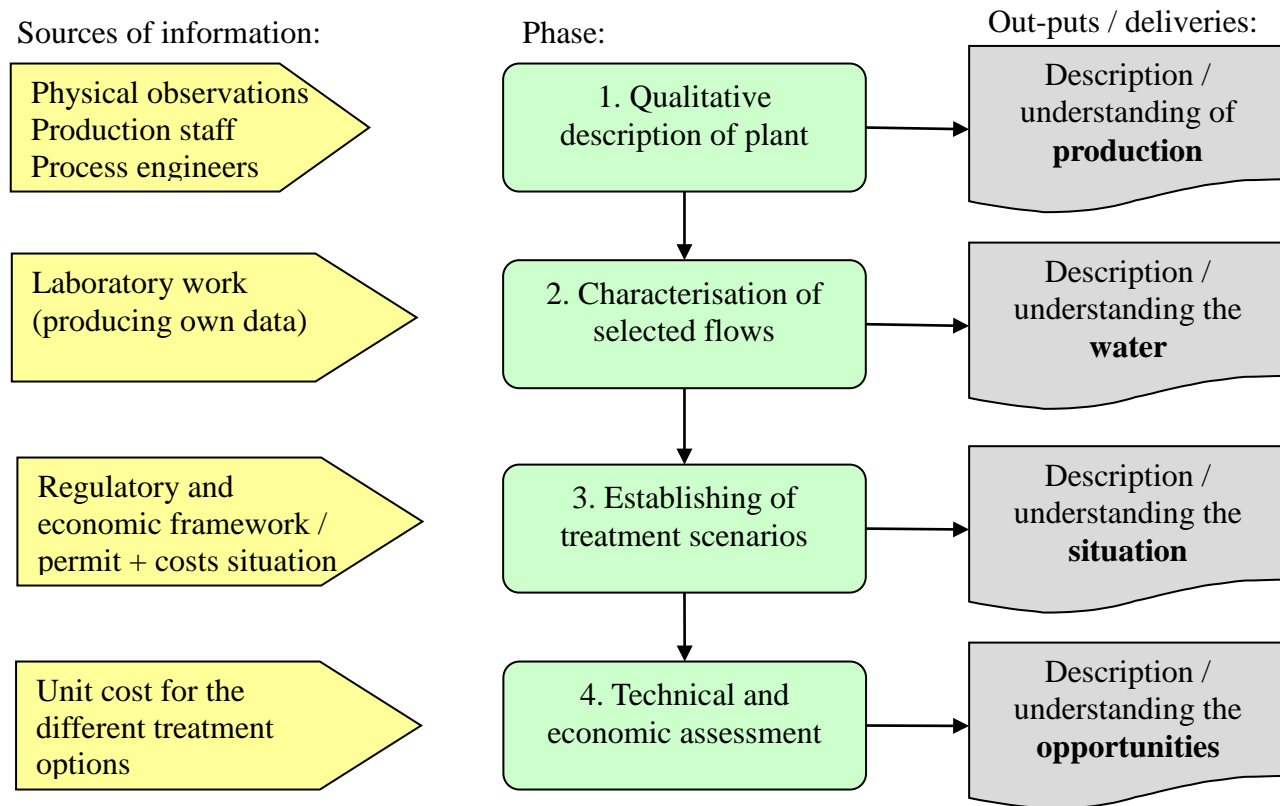 Sources of information:
Phase:
Out-puts / deliveries:
Physical observations
Production staff
Process engineers
1. Qualitative
description of plant
Description /
understanding of
production
Laboratory work
(producing own data)
2. Characterisation of
selected flows
Description /
understanding the
water
Regulatory and
economic framework /
permit + costs situation
3. Establishing of
treatment scenarios
Description /
understanding the
situation
Unit cost for the
different treatment
options
4. Technical and
economic assessment
Description /
understanding the
opportunities